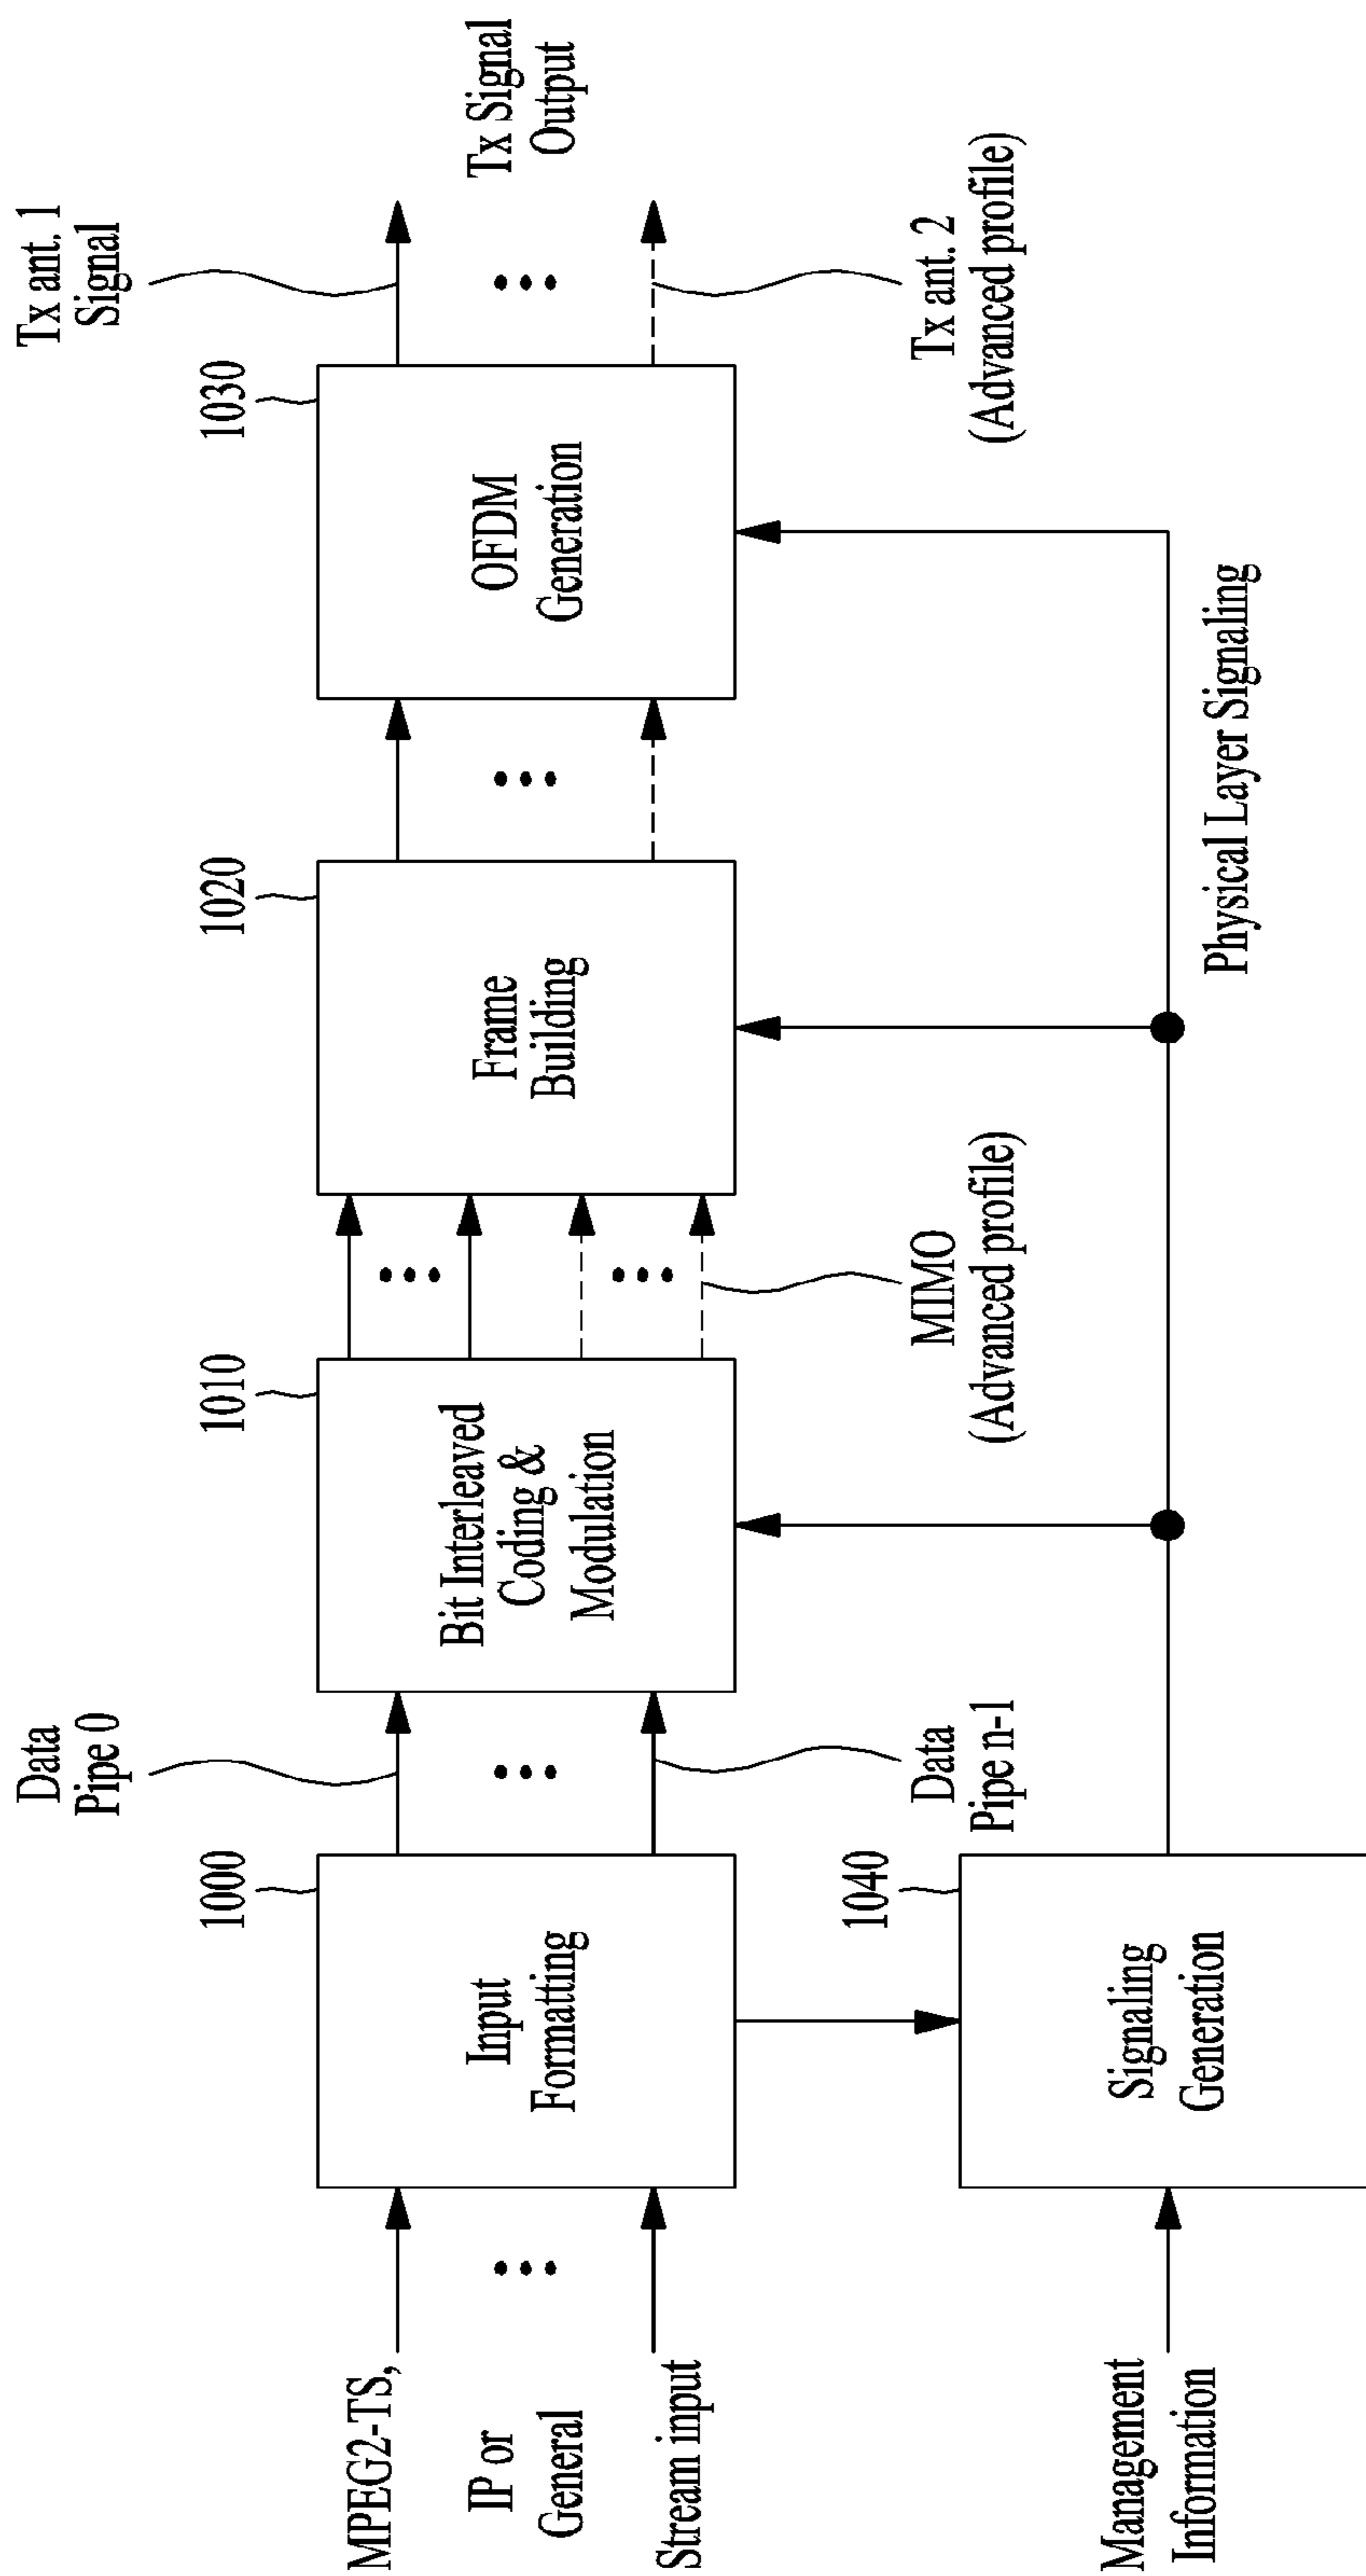 MPEG2-TS,
IP or
General
Stream input
1000
Input
Formatting
Data
Pipe 0
Data
Pipe n-1
1010
Bit Interleaved
Coding &
Modulation
MIMO
(Advanced profile)
1020
Frame
Building
1030
OFDM
Generation
Tx ant. 1
Signal
Tx Signal
Output
Tx ant. 2
(Advanced profile)
Management
Information
1040
Signaling
Generation
Physical Layer Signaling